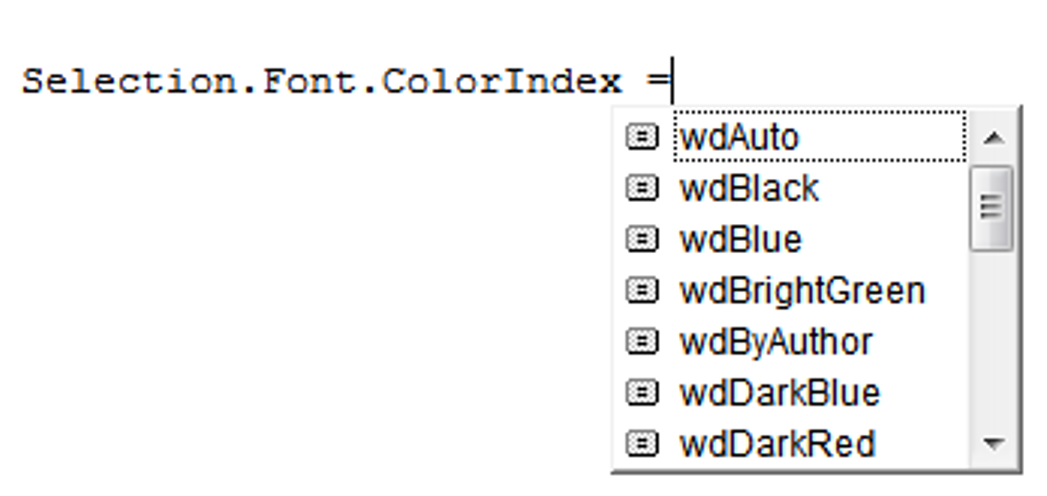 Selection.Font.ColorIndex =
wdAuto
wdBlack
wdBlue
wdBrightGreen
wdByAuthor
wdDarkBlue
wdDarkRed